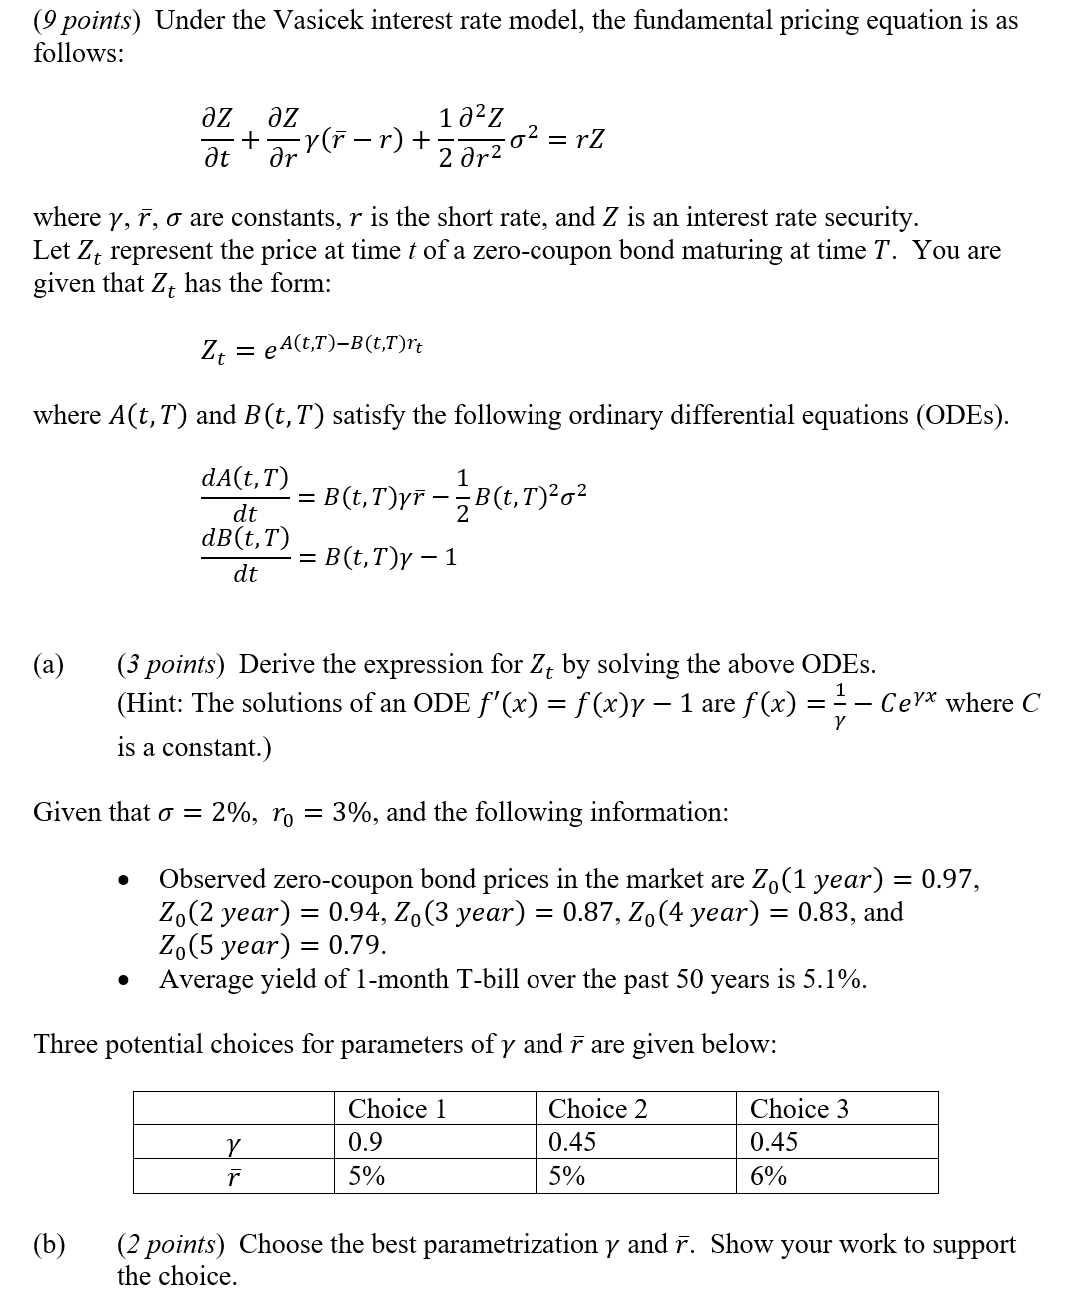 (9 points) Under the Vasicek interest rate model, the fundamental pricing equation is as
follows:
∂Z/∂t + ∂Z/∂r γ(r̄ − r) + 1/2 ∂²Z/∂r² σ² = rZ
where γ, r̄, σ are constants, r is the short rate, and Z is an interest rate security.
Let Z_t represent the price at time t of a zero-coupon bond maturing at time T. You are
given that Z_t has the form:
Z_t = e^{A(t,T)−B(t,T)r_t}
where A(t, T) and B(t, T) satisfy the following ordinary differential equations (ODEs).
dA(t, T)/dt = B(t, T)γr̄ − 1/2 B(t, T)²σ²
dB(t, T)/dt = B(t, T)γ − 1
(a) (3 points) Derive the expression for Z_t by solving the above ODEs.
(Hint: The solutions of an ODE f′(x) = f(x)γ − 1 are f(x) = 1/γ − Ce^{γx} where C
is a constant.)
Given that σ = 2%, r₀ = 3%, and the following information:
• Observed zero-coupon bond prices in the market are Z₀(1 year) = 0.97,
Z₀(2 year) = 0.94, Z₀(3 year) = 0.87, Z₀(4 year) = 0.83, and
Z₀(5 year) = 0.79.
• Average yield of 1-month T-bill over the past 50 years is 5.1%.
Three potential choices for parameters of γ and r̄ are given below:
Choice 1 Choice 2 Choice 3
γ 0.9 0.45 0.45
r̄ 5% 5% 6%
(b) (2 points) Choose the best parametrization γ and r̄. Show your work to support
the choice.